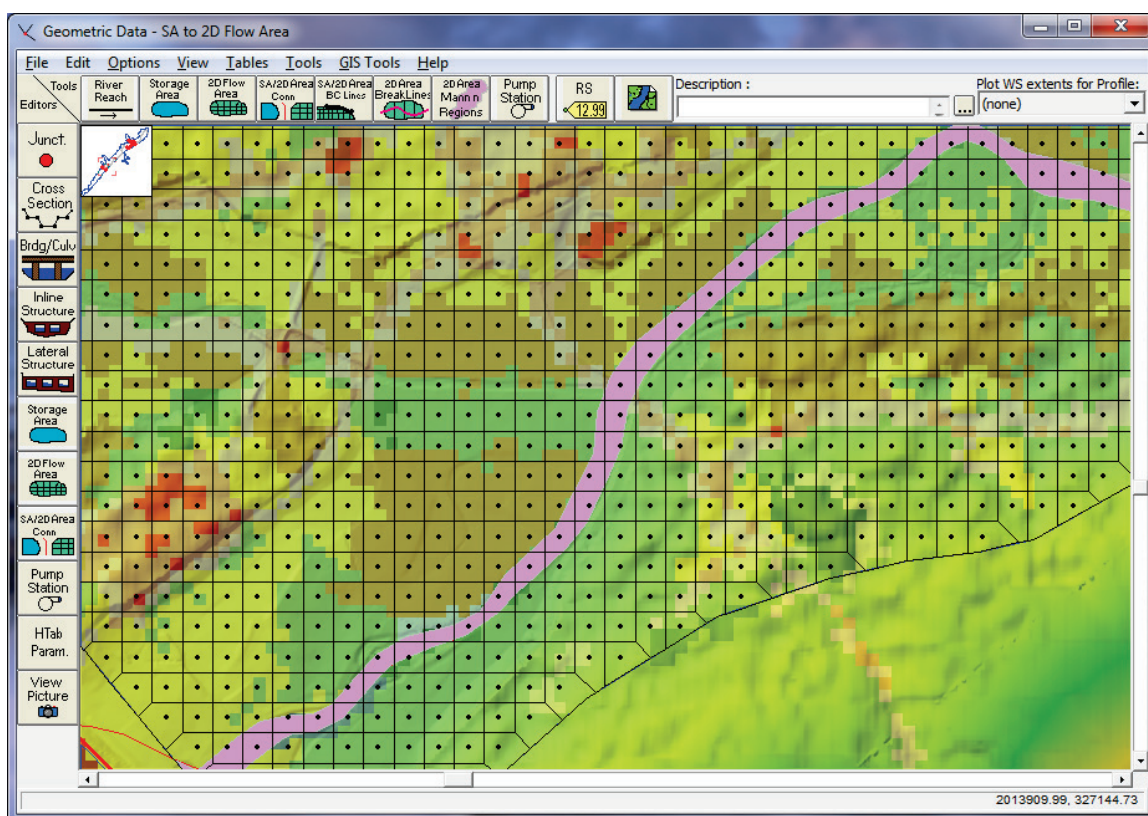 Geometric Data - SA to 2D Flow Area
File Edit Options View Tables Tools GIS Tools Help
Tools
Editors
River
Reach
Storage
Area
2D Flow
Area
SA/2D Area
Conn
SA/2D Area
BC Lines
2D Area
BreakLines
2D Area
Mann n
Regions
Pump
Station
RS
12.99
Description :
...
Plot WS extents for Profile:
(none)
Junct.
Cross
Section
Brdg/Culv
Inline
Structure
Lateral
Structure
Storage
Area
2D Flow
Area
SA/2D Area
Conn
Pump
Station
HTab
Param.
View
Picture
2013909.99, 327144.73